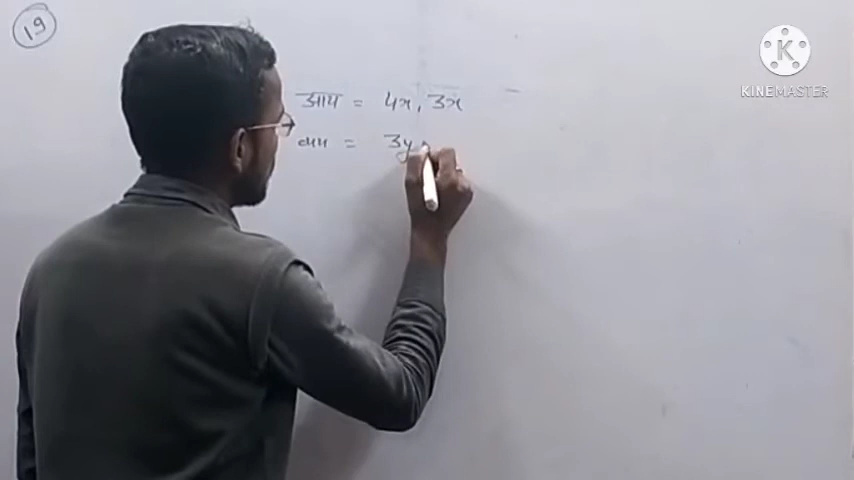 19
K
KINEMASTER
आय = 4x, 3x
व्यय = 3y,